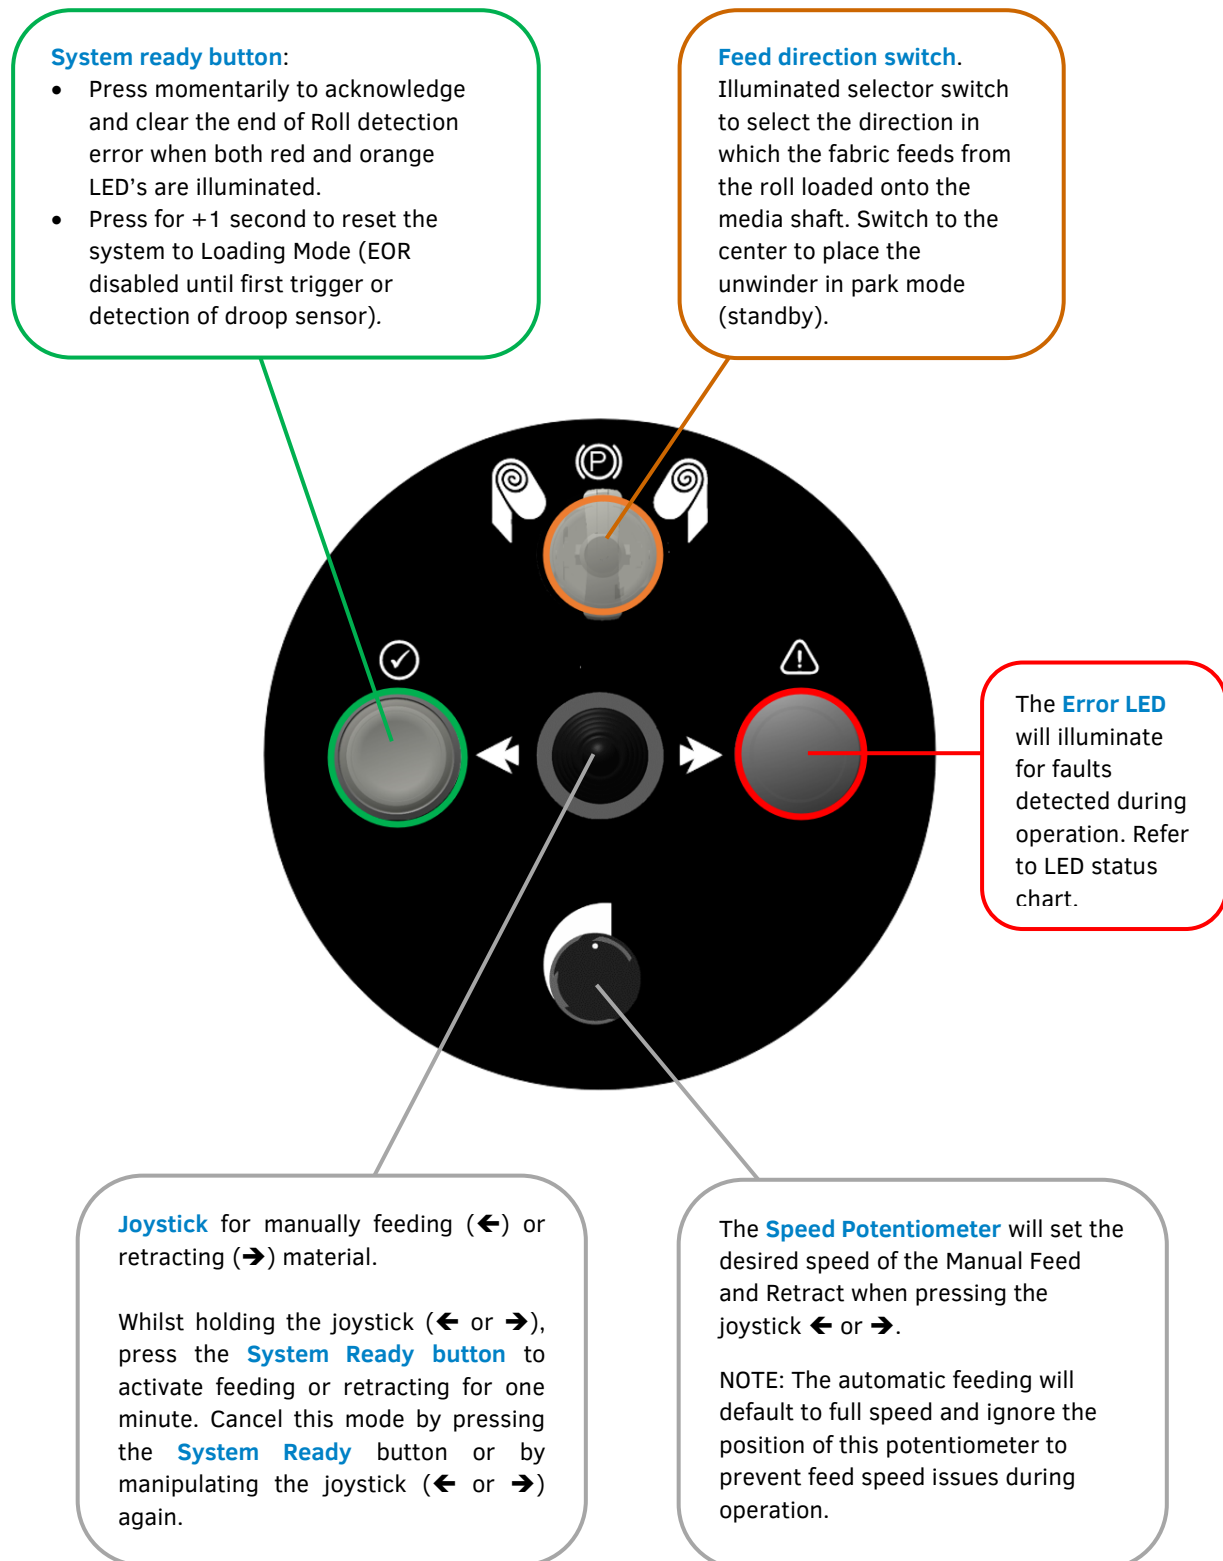 System ready button:
• Press momentarily to acknowledge
and clear the end of Roll detection
error when both red and orange
LED’s are illuminated.
• Press for +1 second to reset the
system to Loading Mode (EOR
disabled until first trigger or
detection of droop sensor).
Feed direction switch.
Illuminated selector switch
to select the direction in
which the fabric feeds from
the roll loaded onto the
media shaft. Switch to the
center to place the
unwinder in park mode
(standby).
P
The Error LED
will illuminate
for faults
detected during
operation. Refer
to LED status
chart.
Joystick for manually feeding (🡸) or
retracting (🡺) material.
Whilst holding the joystick (🡸 or 🡺),
press the System Ready button to
activate feeding or retracting for one
minute. Cancel this mode by pressing
the System Ready button or by
manipulating the joystick (🡸 or 🡺)
again.
The Speed Potentiometer will set the
desired speed of the Manual Feed
and Retract when pressing the
joystick 🡸 or 🡺.
NOTE: The automatic feeding will
default to full speed and ignore the
position of this potentiometer to
prevent feed speed issues during
operation.